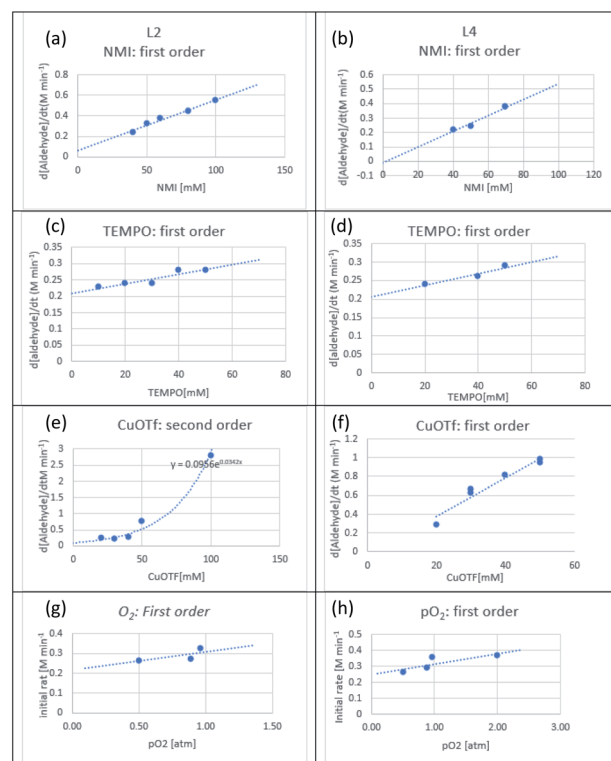 (a)
L2
NMI: first order
d[Aldehyde]/dt(M min⁻¹)
0.8
0.6
0.4
0.2
0
0 50 100 150
NMI [mM]
(b)
L4
NMI: first order
d[Aldehyde]/dt (M min⁻¹)
0.6
0.5
0.4
0.3
0.2
0.1
0
-0.1
0 20 40 60 80 100 120
NMI [mM]
(c)
TEMPO: first order
d[aldehyde]/dt (M min⁻¹)
0.35
0.3
0.25
0.2
0.15
0.1
0.05
0
0 20 40 60 80
TEMPO[mM]
(d)
TEMPO: first order
d[aldehyde]/dt (M min⁻¹)
0.35
0.3
0.25
0.2
0.15
0.1
0.05
0
0 20 40 60 80
TEMPO[mM]
(e)
CuOTf: second order
d[Aldehyde]/dtM min⁻¹)
3
2.5
2
1.5
1
0.5
0
y = 0.0956e^0.0342x
0 50 100 150
CuOTf[mM]
(f)
CuOTf: first order
d[Aldehyde]/dt(M min⁻¹)
1.2
1
0.8
0.6
0.4
0.2
0
0 20 40 60
CuOTf[mM]
(g)
O₂: First order
Initial rat [M min⁻¹
0.4
0.3
0.2
0.1
0
0.00 0.50 1.00 1.50
pO2 [atm]
(h)
pO₂: first order
Initial rate [M min⁻¹
0.5
0.4
0.3
0.2
0.1
0
0.00 1.00 2.00 3.00
pO2 [atm]